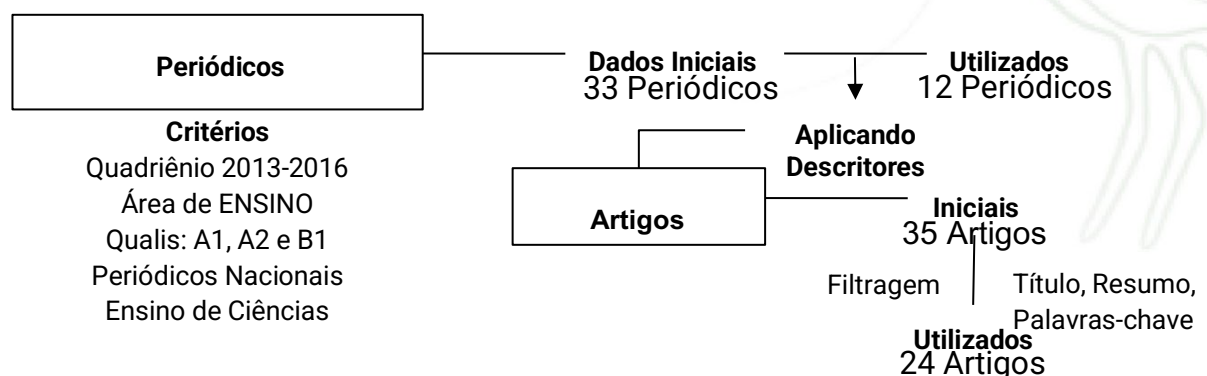 Periódicos
Dados Iniciais
33 Periódicos
Utilizados
12 Periódicos
Critérios
Quadriênio 2013-2016
Área de ENSINO
Qualis: A1, A2 e B1
Periódicos Nacionais
Ensino de Ciências
Aplicando
Descritores
Artigos
Iniciais
35 Artigos
Filtragem
Título, Resumo,
Palavras-chave
Utilizados
24 Artigos